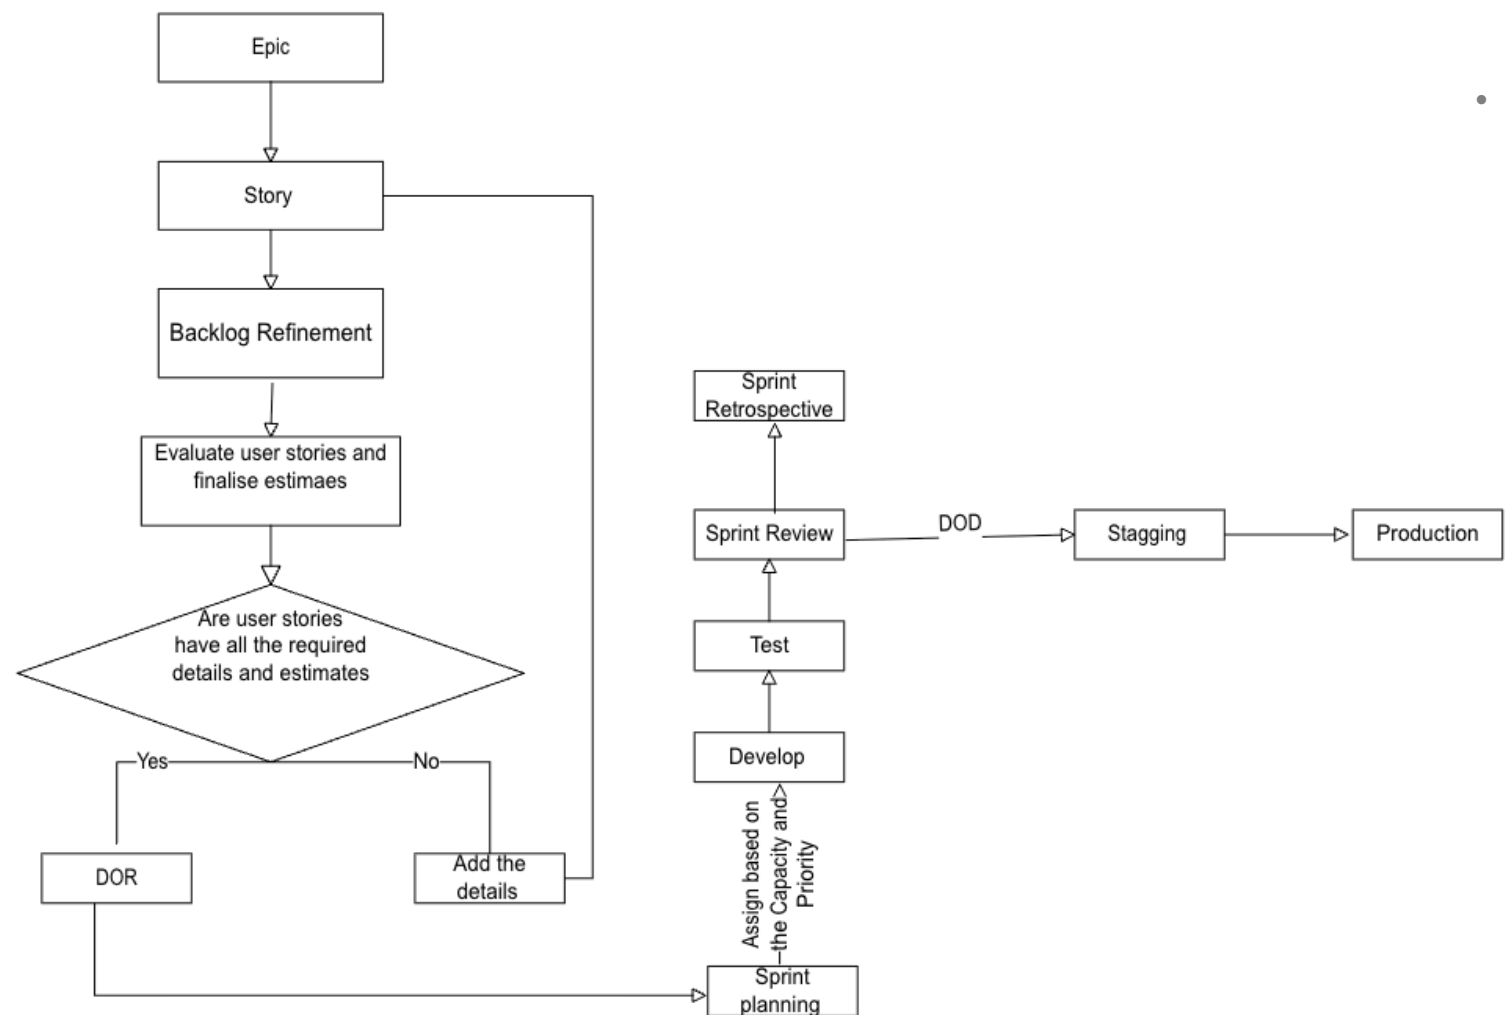 Epic
Story
Backlog Refinement
Evaluate user stories and
finalise estimaes
Are user stories
have all the required
details and estimates
Yes
No
DOR
Add the
details
Sprint
Retrospective
Sprint Review
DOD
Stagging
Production
Test
Develop
Assign based on
the Capacity and
Priority
Sprint
planning